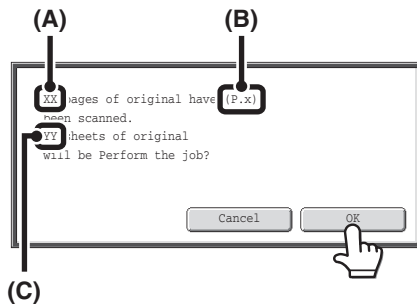 (A) (B)
XX pages of original have (P.x)
been scanned.
YY sheets of original
will be Perform the job?
Cancel OK
(C)